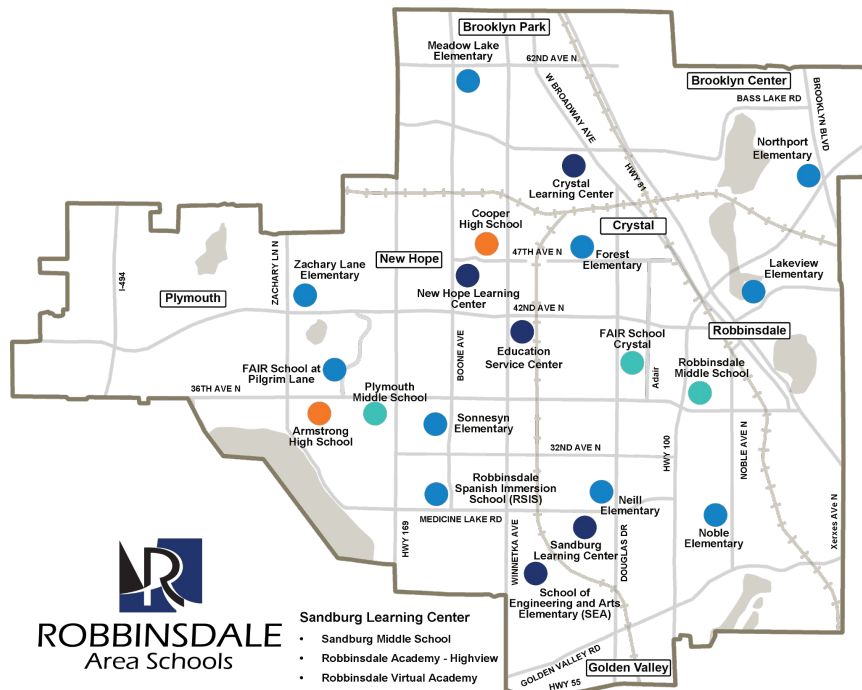 Brooklyn Park
Meadow Lake
Elementary
62ND AVE N
W BROADWAY AVE
Brooklyn Center
BASS LAKE RD
BROOKLYN BLVD
Northport
Elementary
HWY 81
Crystal
Learning Center
Cooper
High School
Crystal
47TH AVE N
Forest
Elementary
New Hope
ZACHARY LN N
Zachary Lane
Elementary
I-494
Plymouth
New Hope Learning
Center
Lakeview
Elementary
42ND AVE N
Robbinsdale
Education
Service Center
FAIR School
Crystal
BOONE AVE
Adair
Robbinsdale
Middle School
FAIR School at
Pilgrim Lane
36TH AVE N
Plymouth
Middle School
Armstrong
High School
Sonnesyn
Elementary
32ND AVE N
HWY 100
NOBLE AVE N
Robbinsdale
Spanish Immersion
School (RSIS)
Neill
Elementary
MEDICINE LAKE RD
HWY 169
WINNETKA AVE
Sandburg
Learning Center
DOUGLAS DR
Noble
Elementary
Xerxes AVe N
School of
Engineering and Arts
Elementary (SEA)
GOLDEN VALLEY RD
HWY 55
Golden Valley
R
ROBBINSDALE
Area Schools
Sandburg Learning Center
• Sandburg Middle School
• Robbinsdale Academy - Highview
• Robbinsdale Virtual Academy